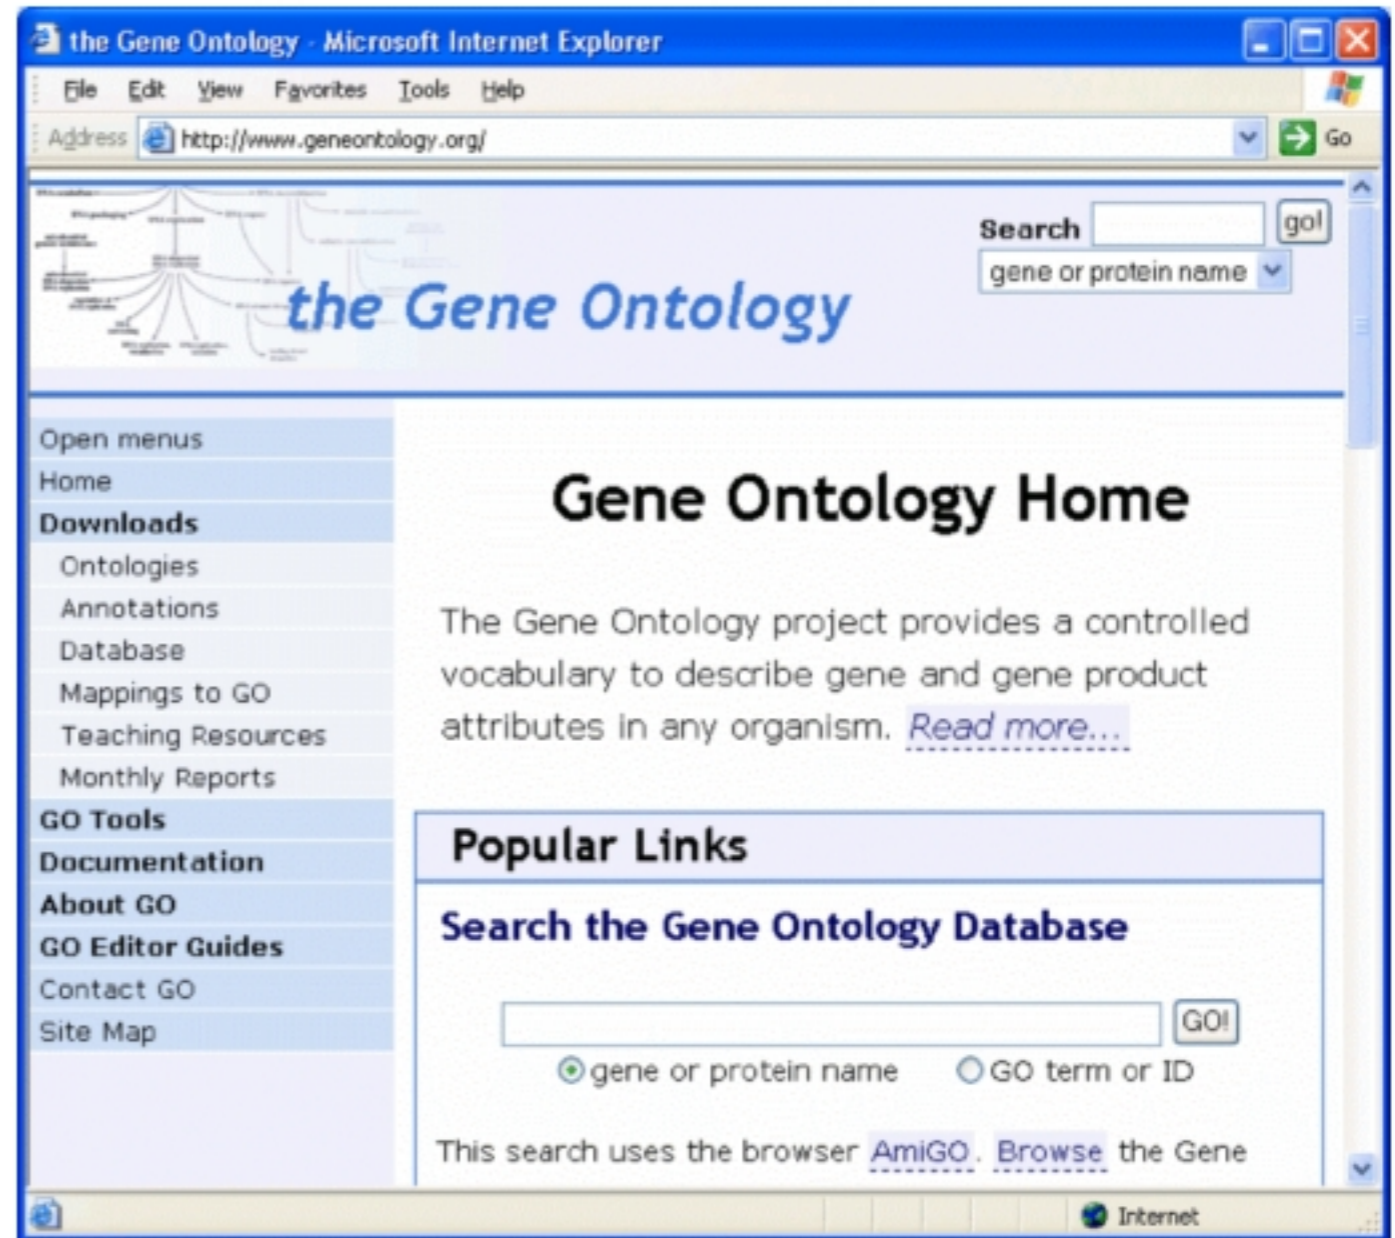 the Gene Ontology - Microsoft Internet Explorer
File Edit View Favorites Tools Help
Address http://www.geneontology.org/ Go
Search go!
gene or protein name
the Gene Ontology
Open menus
Home
Downloads
Ontologies
Annotations
Database
Mappings to GO
Teaching Resources
Monthly Reports
GO Tools
Documentation
About GO
GO Editor Guides
Contact GO
Site Map
Gene Ontology Home
The Gene Ontology project provides a controlled
vocabulary to describe gene and gene product
attributes in any organism. Read more...
Popular Links
Search the Gene Ontology Database
GO!
gene or protein name GO term or ID
This search uses the browser AmiGO. Browse the Gene
Internet